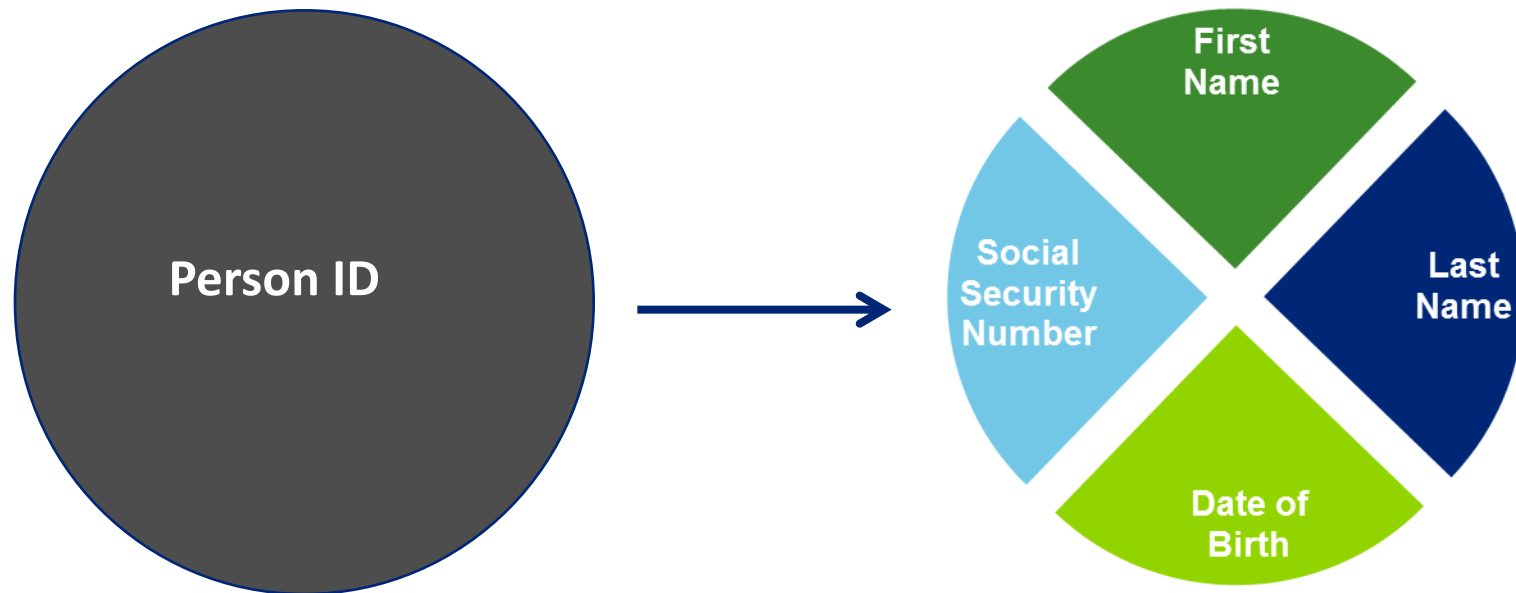 Person ID
First
Name
Social
Security
Number
Last
Name
Date of
Birth